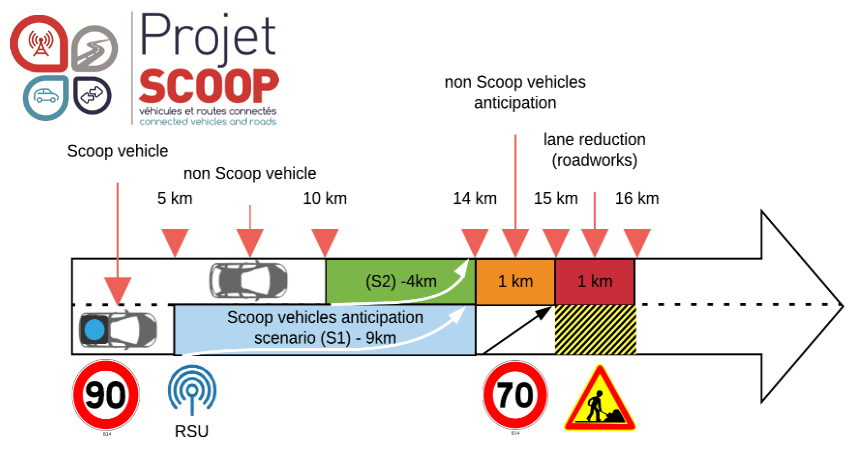 Projet
SCOOP
véhicules et routes connectés
connected vehicles and roads
non Scoop vehicles
anticipation
lane reduction
(roadworks)
Scoop vehicle
non Scoop vehicle
5 km
10 km
14 km
15 km
16 km
(S2) -4km
1 km
1 km
Scoop vehicles anticipation
scenario (S1) - 9km
90
B14
RSU
70
B14